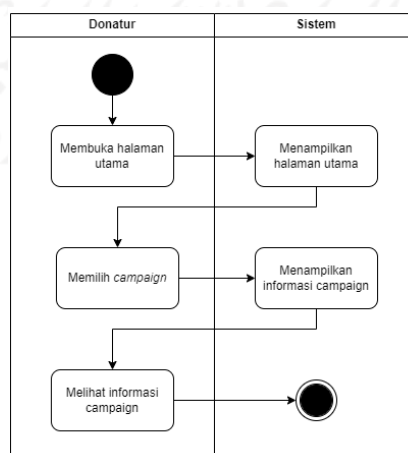 Donatur
Sistem
Membuka halaman
utama
Menampilkan
halaman utama
Memilih campaign
Menampilkan
informasi campaign
Melihat informasi
campaign